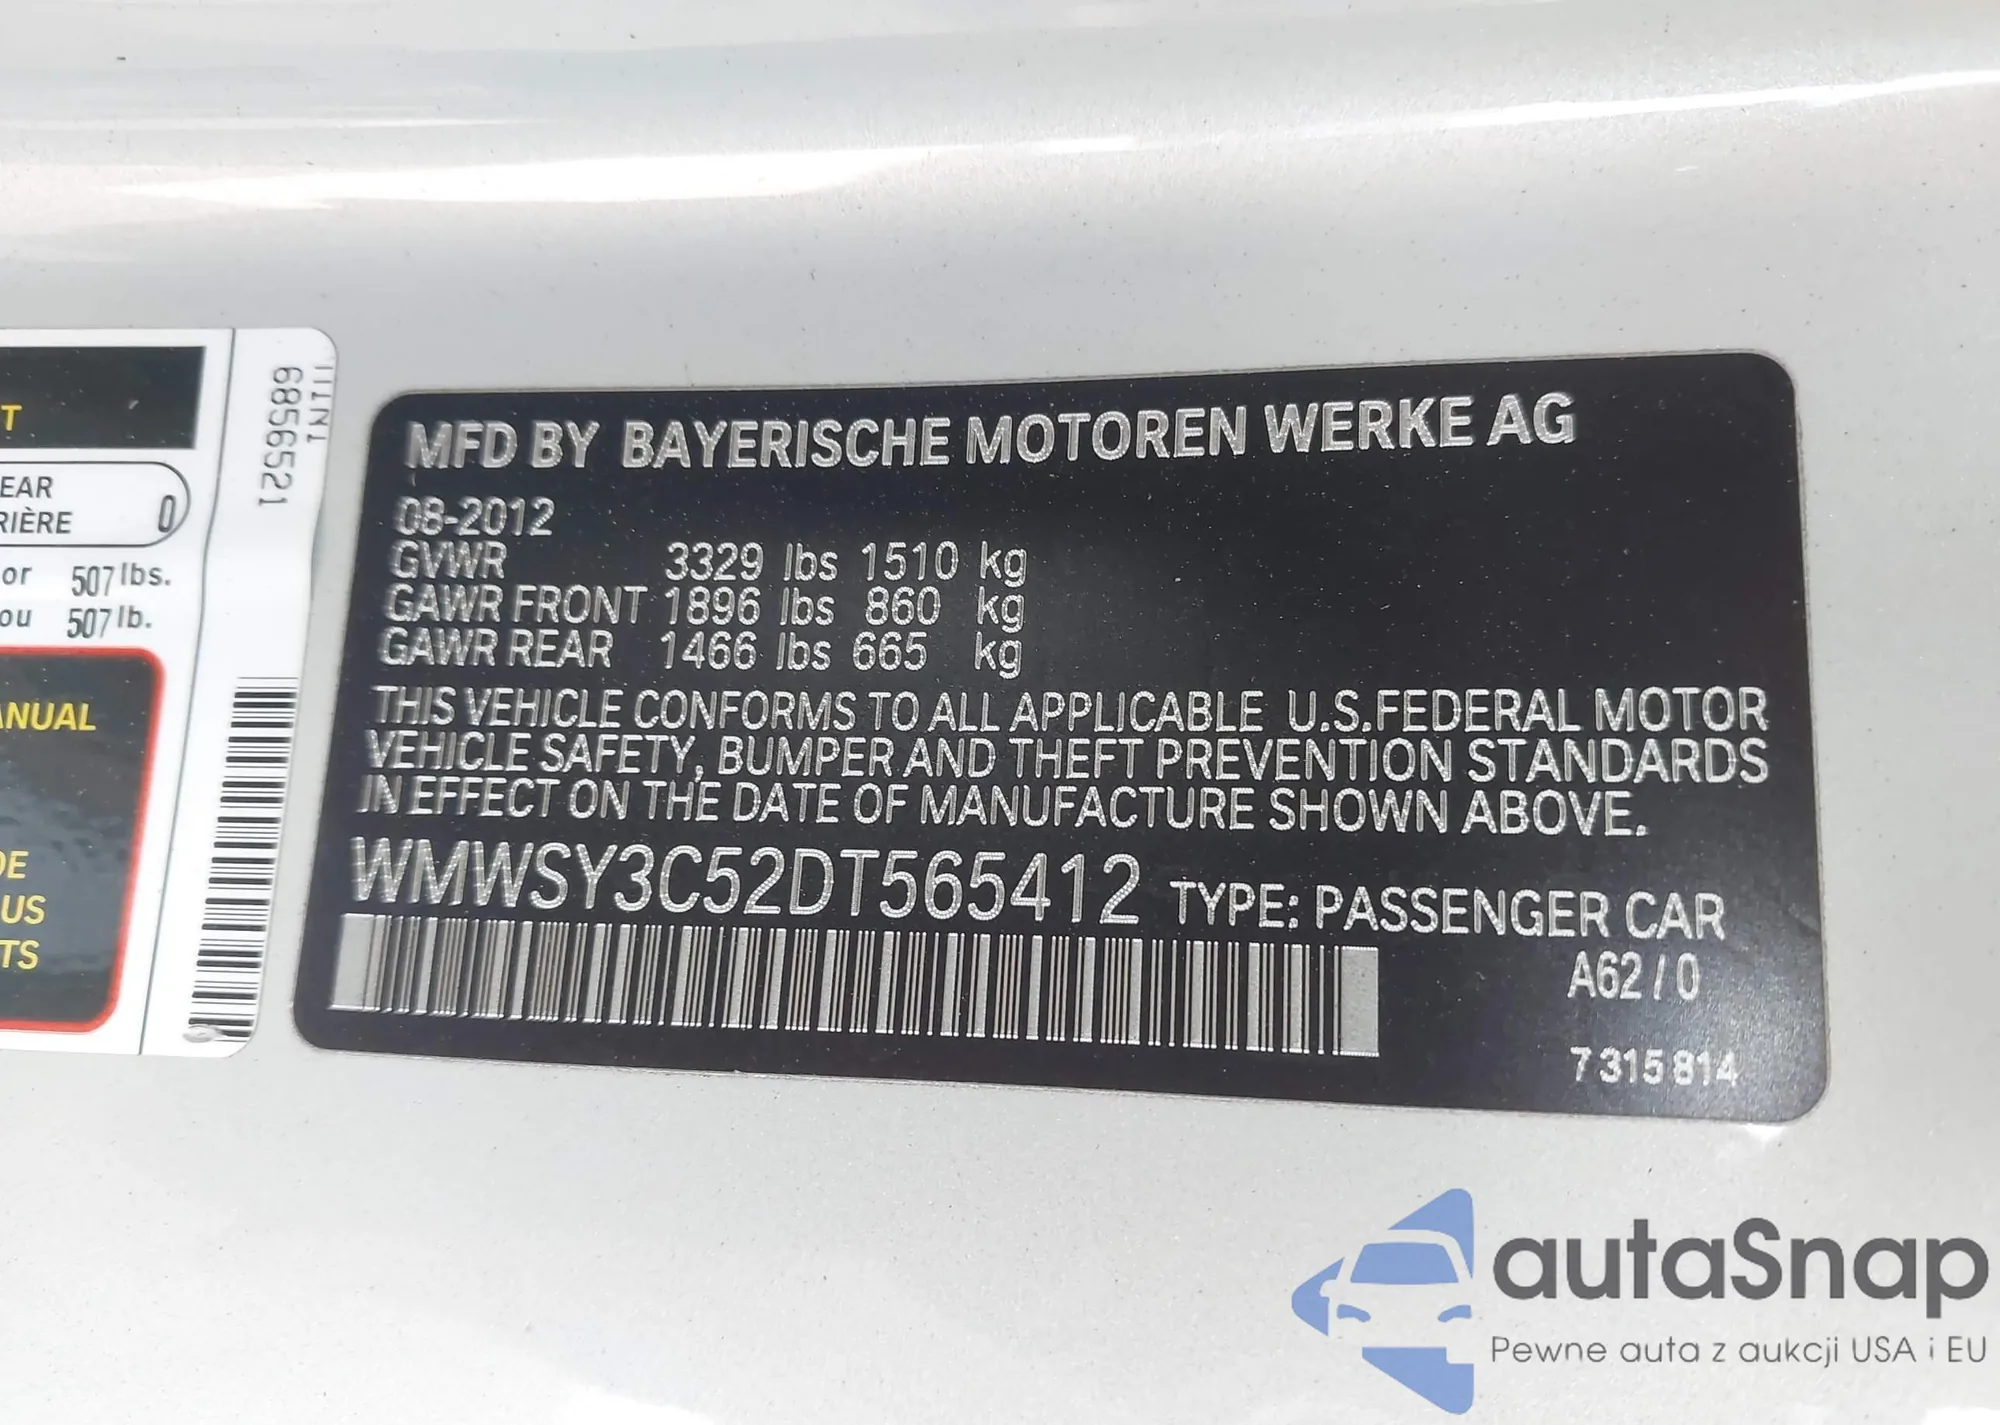 T
EAR
RIÈRE 0
or 507 lbs.
ou 507 lb.
ANUAL
DE
US
TS
6856521
MFD BY BAYERISCHE MOTOREN WERKE AG
08-2012
GVWR 3329 lbs 1510 kg
GAWR FRONT 1896 lbs 860 kg
GAWR REAR 1466 lbs 665 kg
THIS VEHICLE CONFORMS TO ALL APPLICABLE U.S.FEDERAL MOTOR
VEHICLE SAFETY, BUMPER AND THEFT PREVENTION STANDARDS
IN EFFECT ON THE DATE OF MANUFACTURE SHOWN ABOVE.
WMWSY3C52DT565412 TYPE: PASSENGER CAR
A62/0
7 315 814
autaSnap
Pewne auta z aukcji USA i EU